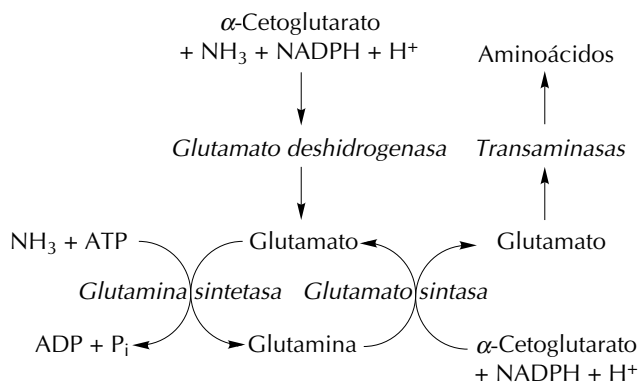 α-Cetoglutarato
+ NH₃ + NADPH + H⁺
Aminoácidos
Glutamato deshidrogenasa
Transaminasas
NH₃ + ATP
Glutamato
Glutamato
Glutamina sintetasa
Glutamato sintasa
ADP + Pᵢ
Glutamina
α-Cetoglutarato
+ NADPH + H⁺